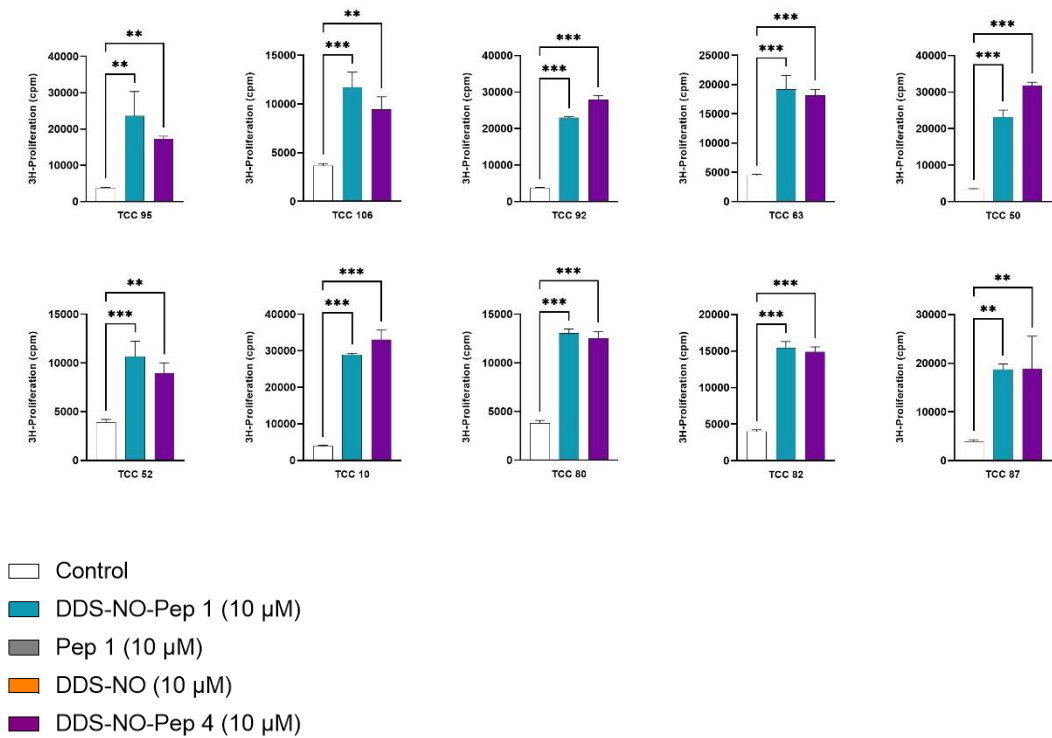 ** ** 3H-Proliferation (cpm) 40000 30000 20000 10000 0 TCC 95
** *** 3H-Proliferation (cpm) 15000 10000 5000 0 TCC 106
*** *** 3H-Proliferation (cpm) 40000 30000 20000 10000 0 TCC 92
*** *** 3H-Proliferation (cpm) 25000 20000 15000 10000 5000 0 TCC 63
*** *** 3H-Proliferation (cpm) 40000 30000 20000 10000 0 TCC 50
** *** 3H-Proliferation (cpm) 15000 10000 5000 0 TCC 52
*** *** 3H-Proliferation (cpm) 40000 30000 20000 10000 0 TCC 10
*** *** 3H-Proliferation (cpm) 15000 10000 5000 0 TCC 80
*** *** 3H-Proliferation (cpm) 20000 15000 10000 5000 0 TCC 82
** ** 3H-Proliferation (cpm) 30000 20000 10000 0 TCC 87
Control
DDS-NO-Pep 1 (10 µM)
Pep 1 (10 µM)
DDS-NO (10 µM)
DDS-NO-Pep 4 (10 µM)